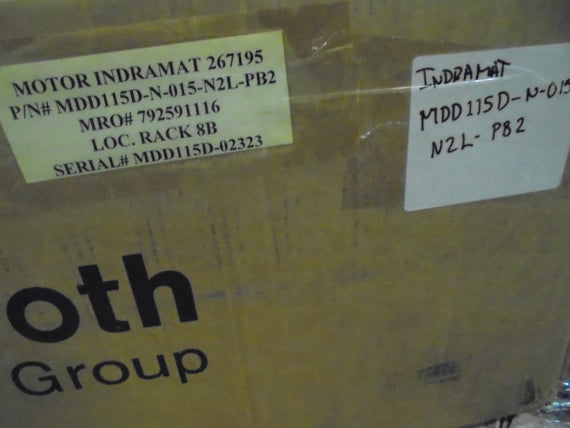 MOTOR INDRAMAT 267195
P/N# MDD115D-N-015-N2L-PB2
MRO# 792591116
LOC. RACK 8B
SERIAL# MDD115D-02323
INDRAMAT
MDD115D-N-015
N2L- PB2
oth
Group